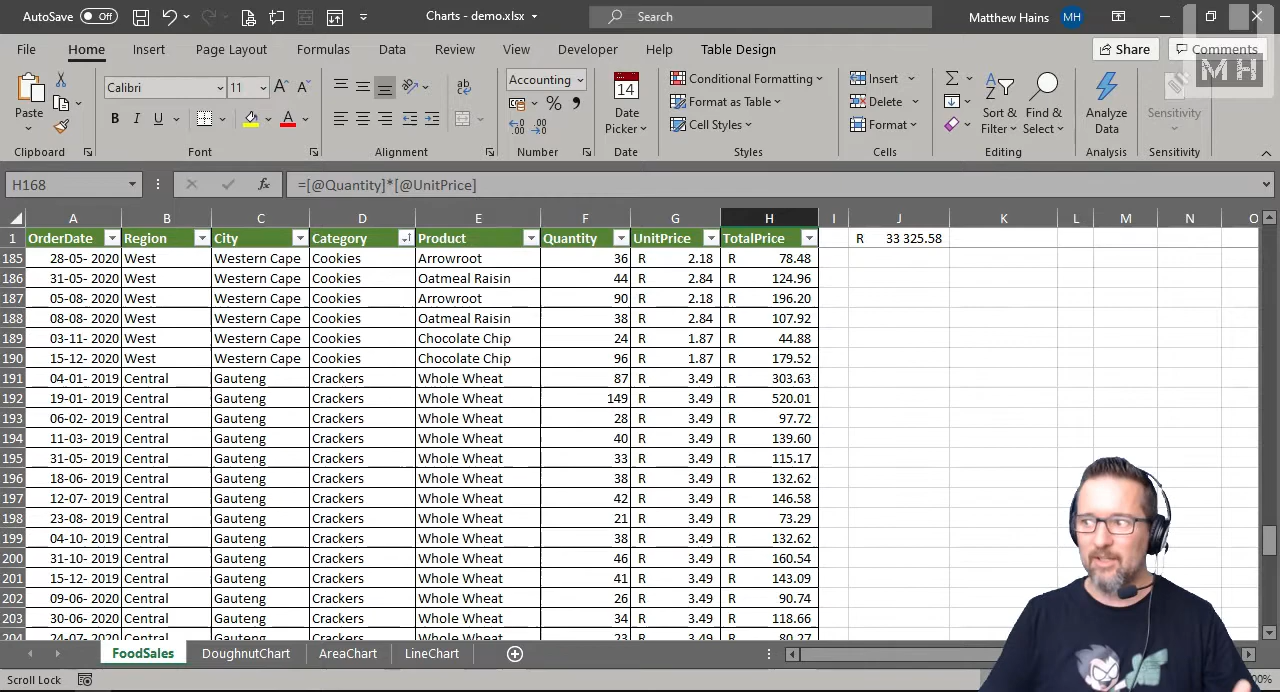 AutoSave Off Charts - demo.xlsx Search Matthew Hains MH
File Home Insert Page Layout Formulas Data Review View Developer Help Table Design Share Comments
MH
Paste Calibri 11 Accounting 14 Date Picker Conditional Formatting Format as Table Cell Styles Insert Delete Format Sort & Filter Find & Select Analyze Data Sensitivity
Clipboard Font Alignment Number Date Styles Cells Editing Analysis Sensitivity
H168 fx =[@Quantity]*[@UnitPrice]
A B C D E F G H I J K L M N O
1 OrderDate Region City Category Product Quantity UnitPrice TotalPrice R 33 325.58
185 28-05- 2020 West Western Cape Cookies Arrowroot 36 R 2.18 R 78.48
186 31-05- 2020 West Western Cape Cookies Oatmeal Raisin 44 R 2.84 R 124.96
187 05-08- 2020 West Western Cape Cookies Arrowroot 90 R 2.18 R 196.20
188 08-08- 2020 West Western Cape Cookies Oatmeal Raisin 38 R 2.84 R 107.92
189 03-11- 2020 West Western Cape Cookies Chocolate Chip 24 R 1.87 R 44.88
190 15-12- 2020 West Western Cape Cookies Chocolate Chip 96 R 1.87 R 179.52
191 04-01- 2019 Central Gauteng Crackers Whole Wheat 87 R 3.49 R 303.63
192 19-01- 2019 Central Gauteng Crackers Whole Wheat 149 R 3.49 R 520.01
193 06-02- 2019 Central Gauteng Crackers Whole Wheat 28 R 3.49 R 97.72
194 11-03- 2019 Central Gauteng Crackers Whole Wheat 40 R 3.49 R 139.60
195 31-05- 2019 Central Gauteng Crackers Whole Wheat 33 R 3.49 R 115.17
196 18-06- 2019 Central Gauteng Crackers Whole Wheat 38 R 3.49 R 132.62
197 12-07- 2019 Central Gauteng Crackers Whole Wheat 42 R 3.49 R 146.58
198 23-08- 2019 Central Gauteng Crackers Whole Wheat 21 R 3.49 R 73.29
199 04-10- 2019 Central Gauteng Crackers Whole Wheat 38 R 3.49 R 132.62
200 31-10- 2019 Central Gauteng Crackers Whole Wheat 46 R 3.49 R 160.54
201 15-12- 2019 Central Gauteng Crackers Whole Wheat 41 R 3.49 R 143.09
202 09-06- 2020 Central Gauteng Crackers Whole Wheat 26 R 3.49 R 90.74
203 30-06- 2020 Central Gauteng Crackers Whole Wheat 34 R 3.49 R 118.66
204 24-07- 2020 Central Gauteng Crackers Whole Wheat 23 R 3.49 R 80.27
FoodSales DoughnutChart AreaChart LineChart
Scroll Lock